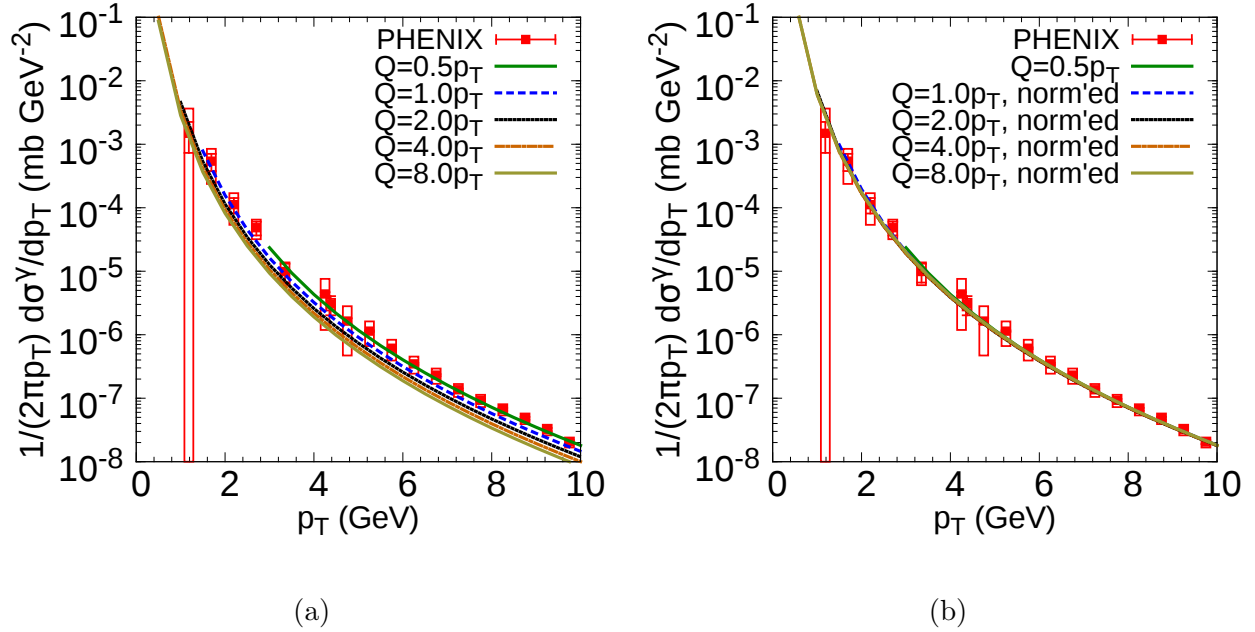 1/(2πp_T) dσ^γ/dp_T (mb GeV^-2)
10^-1
10^-2
10^-3
10^-4
10^-5
10^-6
10^-7
10^-8
PHENIX
Q=0.5p_T
Q=1.0p_T
Q=2.0p_T
Q=4.0p_T
Q=8.0p_T
0 2 4 6 8 10
p_T (GeV)
(a)
1/(2πp_T) dσ^γ/dp_T (mb GeV^-2)
10^-1
10^-2
10^-3
10^-4
10^-5
10^-6
10^-7
10^-8
PHENIX
Q=0.5p_T
Q=1.0p_T, norm'ed
Q=2.0p_T, norm'ed
Q=4.0p_T, norm'ed
Q=8.0p_T, norm'ed
0 2 4 6 8 10
p_T (GeV)
(b)